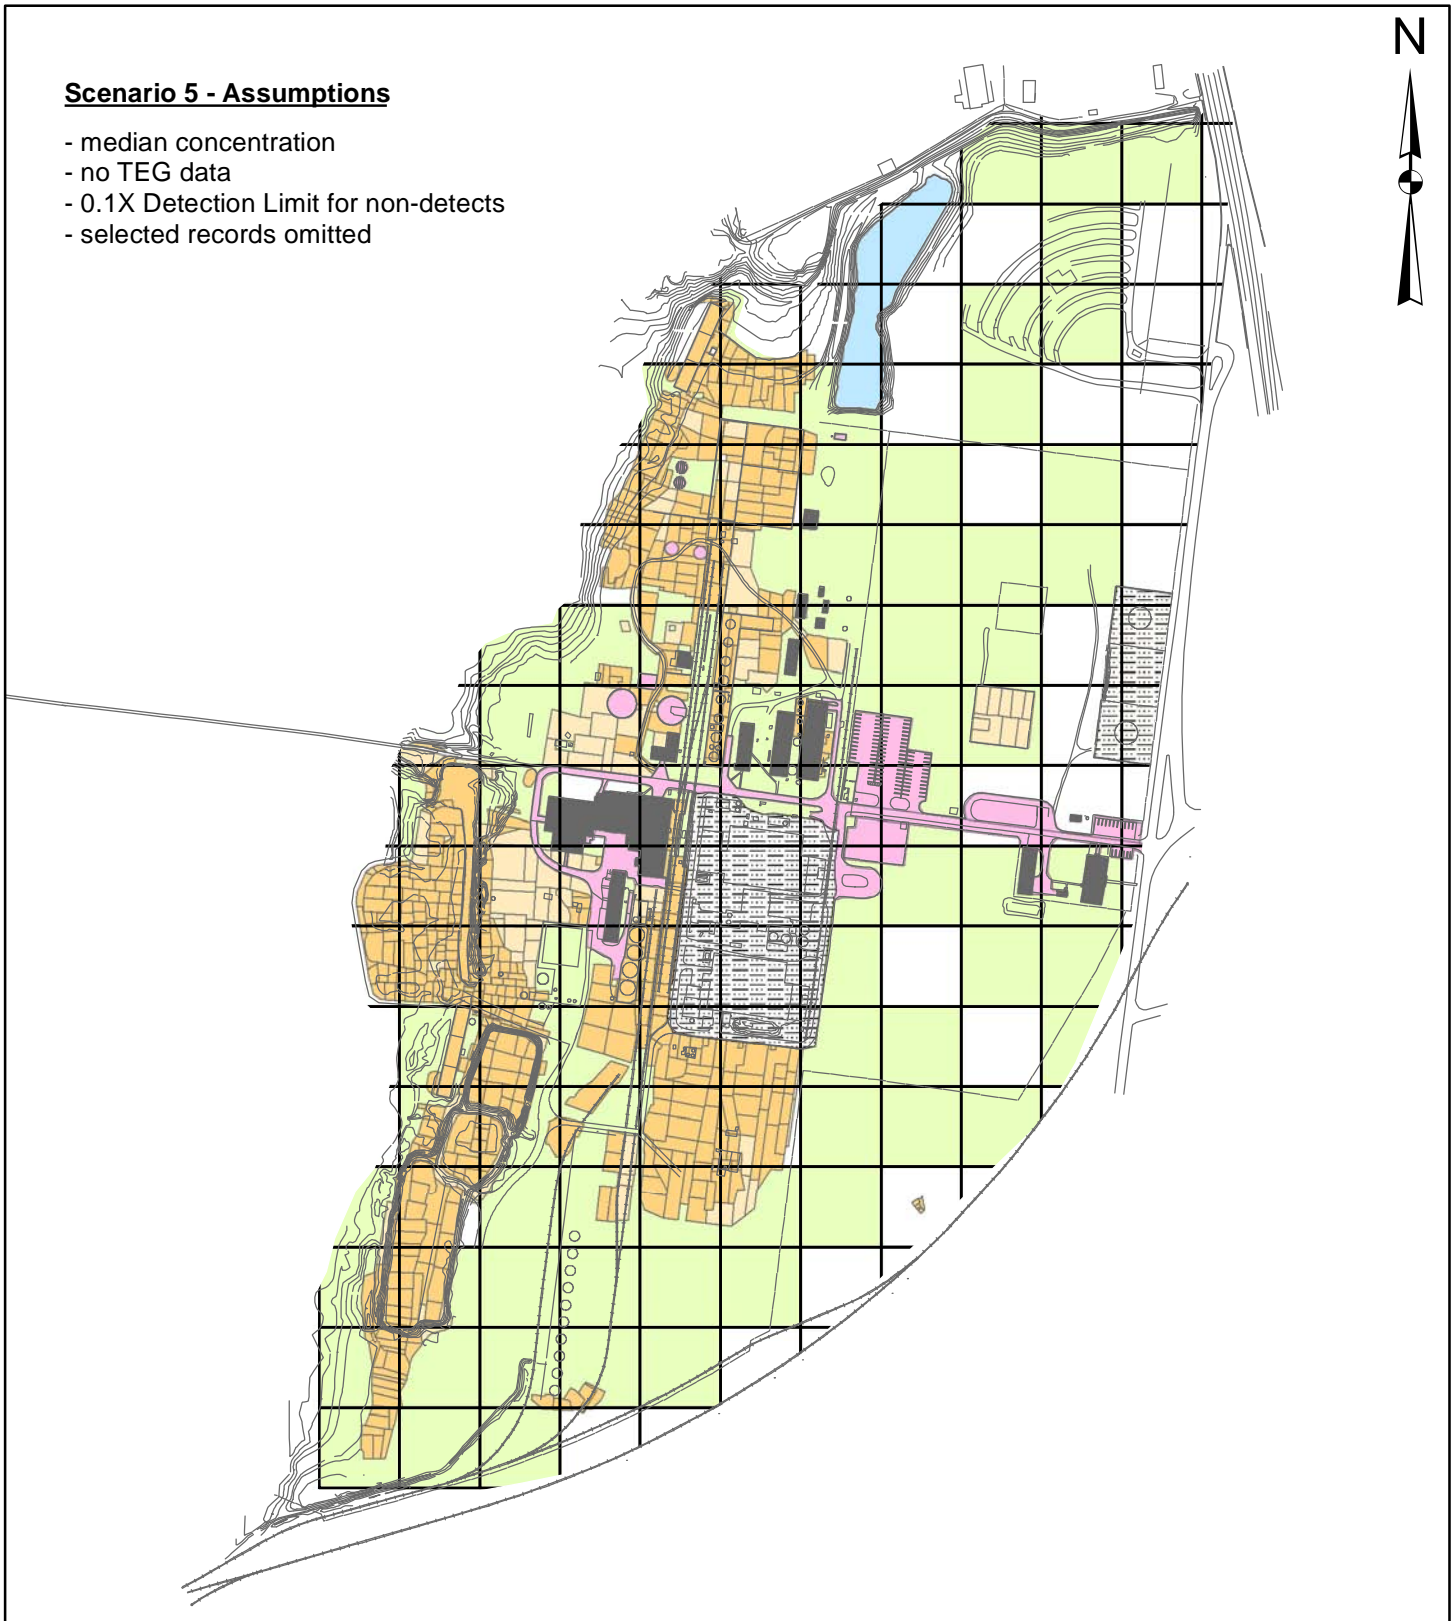 N
Scenario 5 - Assumptions
- median concentration
- no TEG data
- 0.1X Detection Limit for non-detects
- selected records omitted